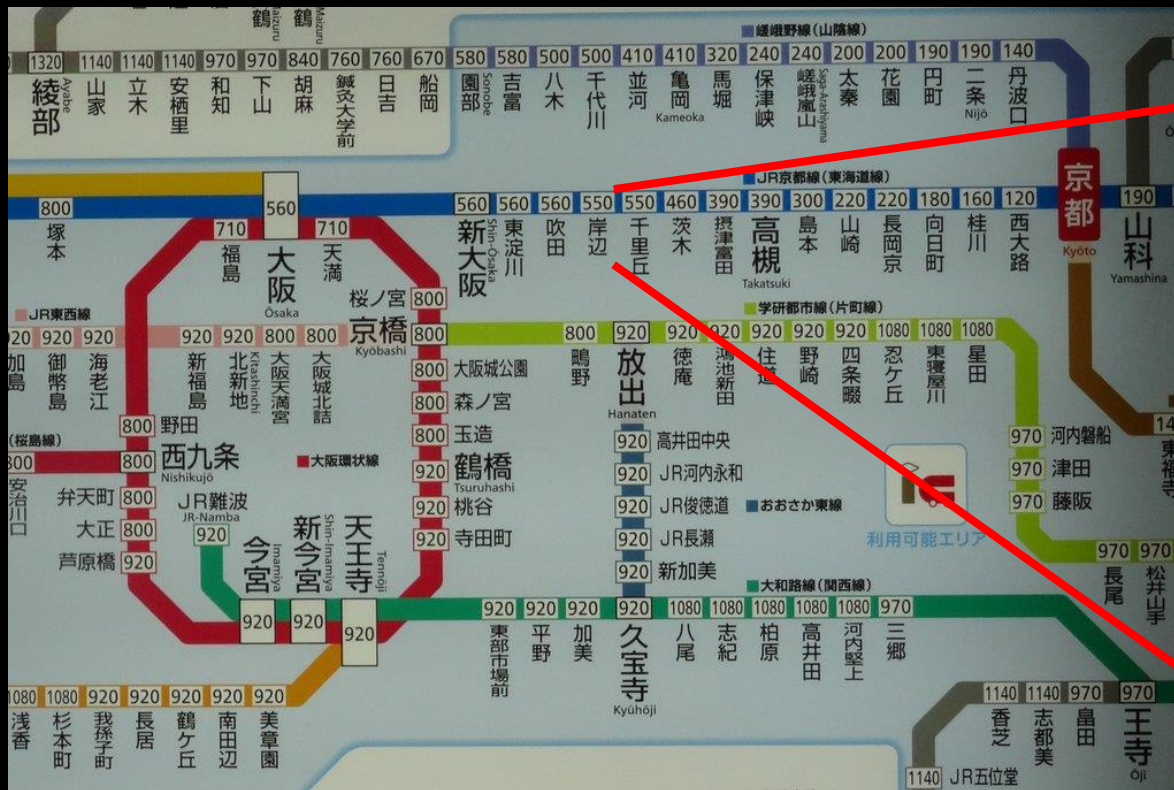 鶴 Maizuru
鶴 Maizuru
嵯峨野線(山陰線)
1320 1140 1140 1140 970 970 840 760 760 670 580 580 500 500 410 410 320 240 240 200 200 190 190 140
綾部 Ayabe
山家
立木
安栖里
和知
下山
胡麻
鍼灸大学前
日吉
船岡
園部 Sonobe
吉富
八木
千代川
並河
亀岡 Kameoka
馬堀
保津峡
嵯峨嵐山 Saga-Arashiyama
太秦
花園
円町
二条 Nijō
丹波口
JR京都線(東海道線)
800 560 560 560 560 550 550 460 390 390 300 220 220 180 160 120 190
塚本
大阪 Ōsaka
新大阪 Shin-Ōsaka
東淀川
吹田
岸辺
千里丘
茨木
摂津富田
高槻 Takatsuki
島本
山崎
長岡京
向日町
桂川
西大路
京都 Kyōto
山科 Yamashina
710 福島
710 天満
桜ノ宮 800
JR東西線
920 920 920 920 920 800 800 800
加島
御幣島
海老江
新福島
北新地 Kitashinchi
大阪天満宮
大阪城北詰
京橋 Kyōbashi
学研都市線(片町線)
800 920 920 920 920 920 920 1080 1080 1080
鴫野
放出 Hanaten
徳庵
鴻池新田
住道
野崎
四条畷
忍ケ丘
東寝屋川
星田
800 大阪城公園
800 森ノ宮
800 玉造
920 鶴橋 Tsuruhashi
920 桃谷
920 寺田町
大阪環状線
800 野田
(桜島線)
800 安治川口
800 西九条 Nishikujō
弁天町 800
大正 800
芦原橋 920
JR難波 JR-Namba
920
今宮 Imamiya
920
新今宮 Shin-Imamiya
920
天王寺 Tennōji
920
920 高井田中央
920 JR河内永和
920 JR俊徳道
920 JR長瀬
920 新加美
おおさか東線
利用可能エリア
970 河内磐船
970 津田
970 藤阪
970 970
長尾
松井山手
東福寺
大和路線(関西線)
920 920 920 920 1080 1080 1080 1080 1080 970
東部市場前
平野
加美
久宝寺 Kyūhōji
八尾
志紀
柏原
高井田
河内堅上
三郷
1080 1080 920 920 920 920 920
浅香
杉本町
我孫子町
長居
鶴ケ丘
南田辺
美章園
1140 1140 970 970
香芝
志都美
畠田
王寺 Ōji
1140 JR五位堂